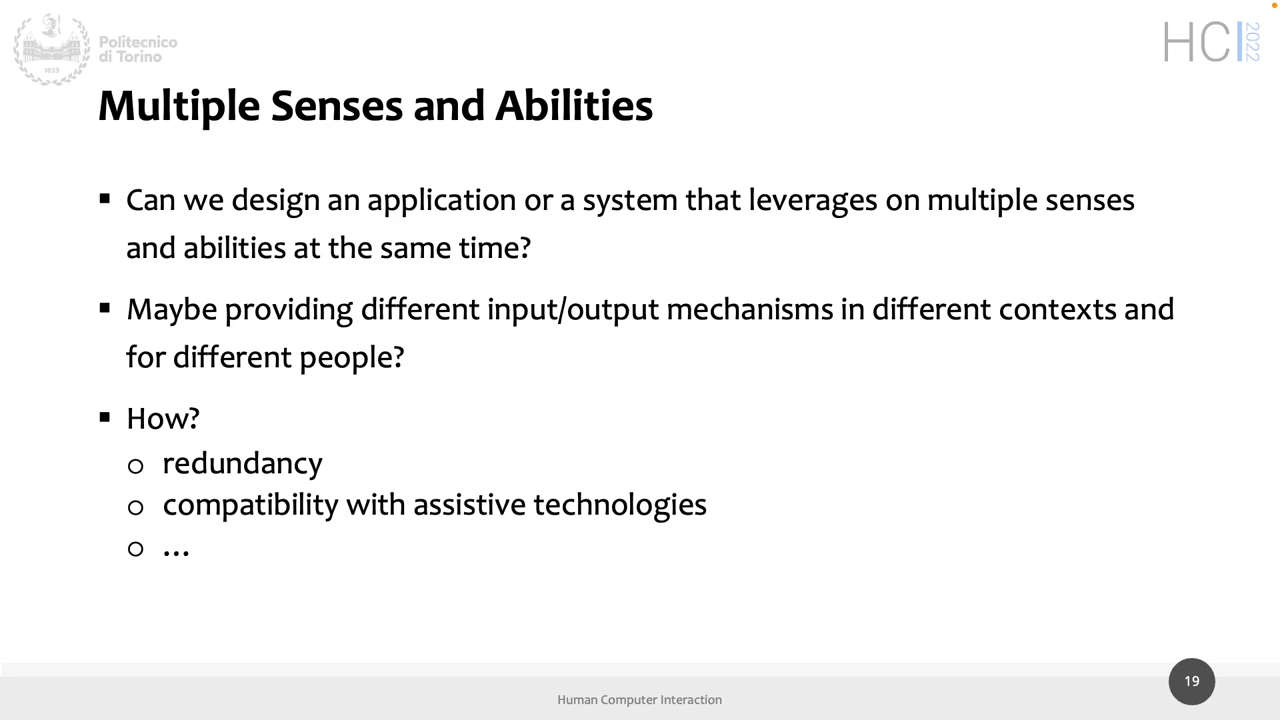 Politecnico
di Torino
1859
HCI 2022
Multiple Senses and Abilities
▪ Can we design an application or a system that leverages on multiple senses
and abilities at the same time?
▪ Maybe providing different input/output mechanisms in different contexts and
for different people?
▪ How?
o redundancy
o compatibility with assistive technologies
o …
19
Human Computer Interaction